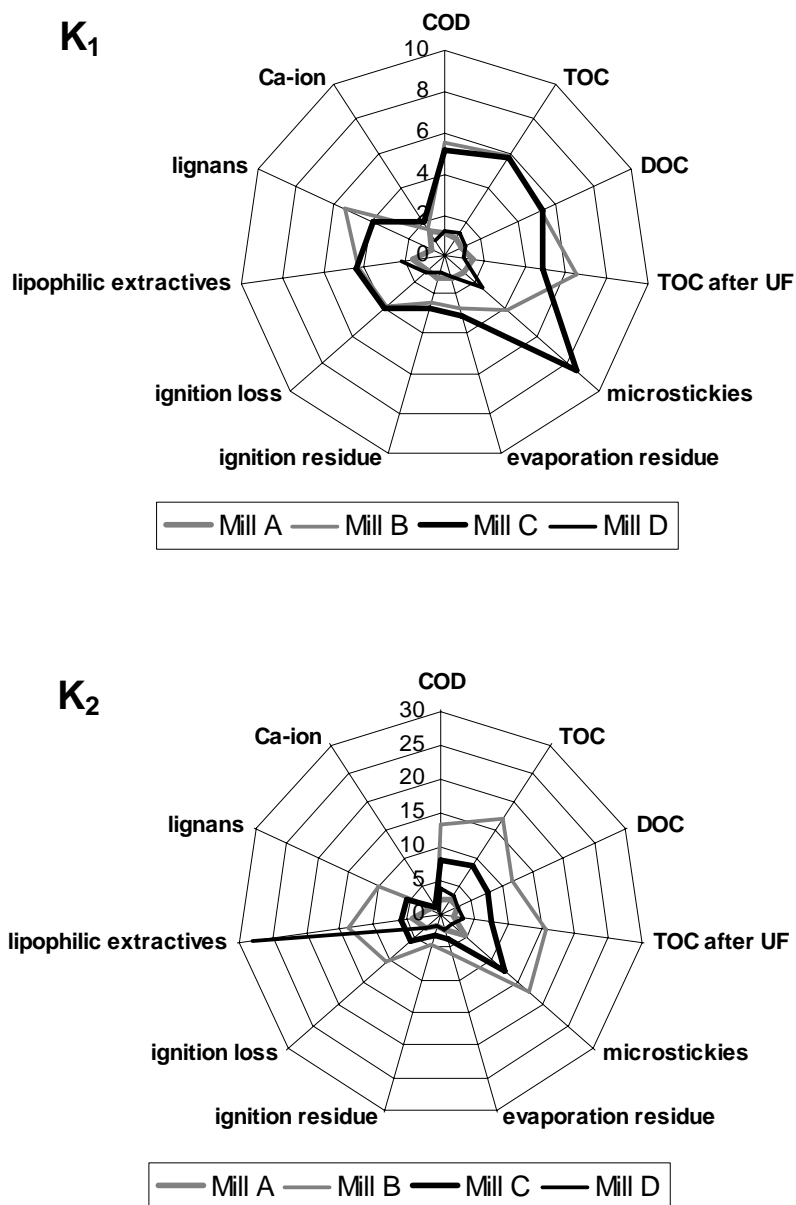 K1
COD
10
TOC
Ca-ion
8
6
lignans
DOC
4
2
0
lipophilic extractives
TOC after UF
ignition loss
microstickies
ignition residue
evaporation residue
Mill A Mill B Mill C Mill D
K2
COD
30
TOC
Ca-ion
25
20
lignans
15
DOC
10
5
0
lipophilic extractives
TOC after UF
ignition loss
microstickies
ignition residue
evaporation residue
Mill A Mill B Mill C Mill D